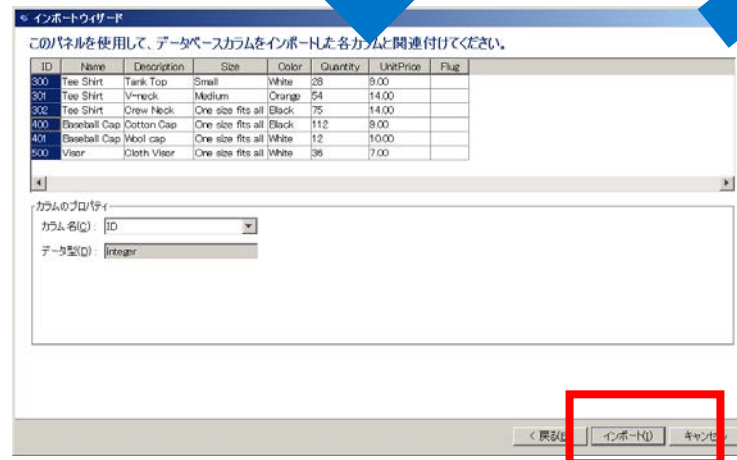 インポートウィザード
このパネルを使用して、データベースカラムをインポートした各カラムと関連付けてください。
ID Name Description Size Color Quantity UnitPrice Flug
300 Tee Shirt Tank Top Small White 28 9.00
301 Tee Shirt V-neck Medium Orange 54 14.00
302 Tee Shirt Crew Neck One size fits all Black 75 14.00
400 Baseball Cap Cotton Cap One size fits all Black 112 9.00
401 Baseball Cap Wool cap One size fits all White 12 10.00
500 Visor Cloth Visor One size fits all White 36 7.00
カラムのプロパティ
カラム名(C): ID
データ型(D): integer
< 戻る( インポート(I) キャンセル